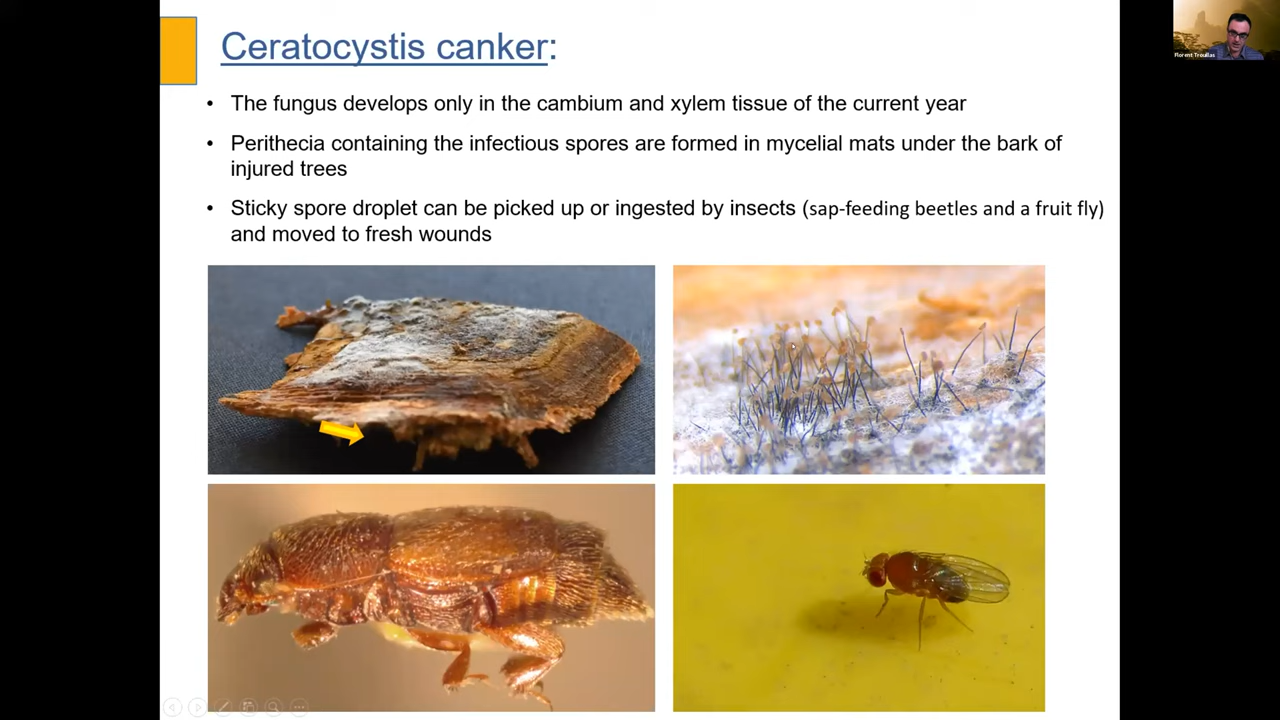 Ceratocystis canker:
• The fungus develops only in the cambium and xylem tissue of the current year
• Perithecia containing the infectious spores are formed in mycelial mats under the bark of
injured trees
• Sticky spore droplet can be picked up or ingested by insects (sap-feeding beetles and a fruit fly)
and moved to fresh wounds
Florent Trouillas